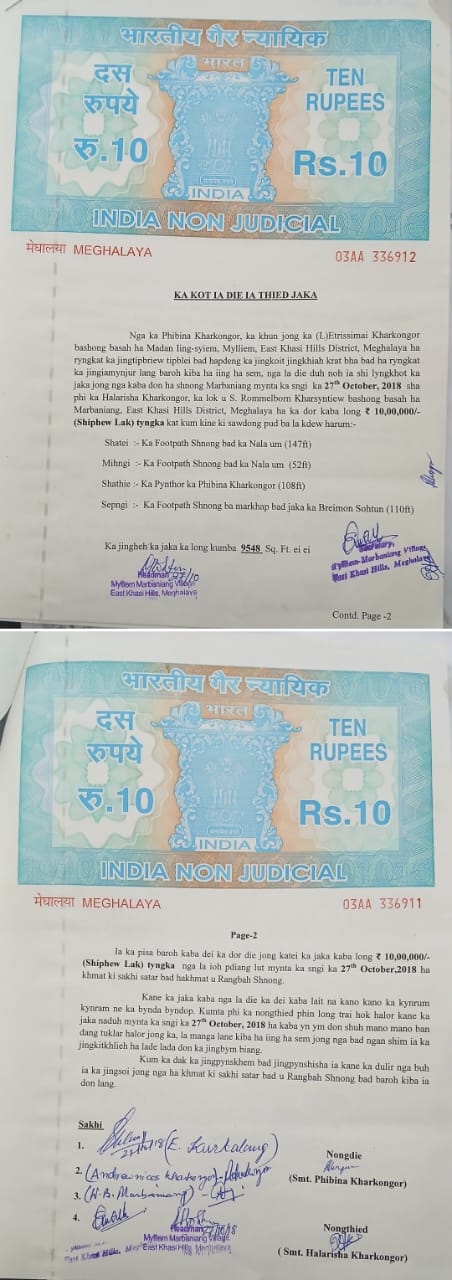 भारतीय गैर न्यायिक
भारत
दस
रुपये
रु.10
TEN
RUPEES
Rs.10
INDIA
INDIA NON JUDICIAL
मेघालया MEGHALAYA
03AA 336912
KA KOT IA DIE IA THIED JAKA
Nga ka Phibina Kharkongor, ka khun jong ka (L)Etrissimai Kharkongor
bashong basah ha Madan Iing-syiem, Mylliem, East Khasi Hills District, Meghalaya ha
ryngkat ka jingtipbriew tipblei bad hapdeng ka jingkoit jingkhiah krat bha bad ha ryngkat
ka jingiamynjur lang baroh kiba ha iing ha sem, nga la die duh noh ia shi lyngkhot ka
jaka jong nga kaba don ha shnong Marbaniang mynta ka sngi ka 27th October, 2018 sha
phi ka Halarisha Kharkongor, ka lok u S. Rommelborn Kharsyntiew bashong basah ha
Marbaniang, East Khasi Hills District, Meghalaya ha ka dor kaba long ₹ 10,00,000/-
(Shiphew Lak) tyngka kat kum kine ki sawdong pud ba la kdew harum:-
Shatei :- Ka Footpath Shnong bad ka Nala um (147ft)
Mihngi :- Ka Footpath Shnong bad ka Nala um (52ft)
Shathie :- Ka Pynthor ka Phibina Kharkongor (108ft)
Sepngi :- Ka Footpath Shnong ba markhap bad jaka ka Breimon Sohtun (110ft)
Ka jingheh ka jaka ka long kumba 9548 Sq. Ft. ei ei
Headman
Mylliem Marbaniang Village
East Khasi Hills, Meghalaya
Secretary,
Mylliem-Marbaniang Village
East Khasi Hills, Meghalaya
Contd. Page -2
भारतीय गैर न्यायिक
भारत
दस
रुपये
रु.10
TEN
RUPEES
Rs.10
INDIA
INDIA NON JUDICIAL
मेघालया MEGHALAYA
03AA 336911
Page-2
Ia ka pisa baroh kaba dei ka dor die jong katei ka jaka kaba long ₹ 10,00,000/-
(Shiphew Lak) tyngka nga la ioh pdiang lut mynta ka sngi ka 27th October,2018 ha
khmat ki sakhi satar bad hakhmat u Rangbah Shnong.
Kane ka jaka kaba nga la die ka dei kaba lait na kano kano ka kynrum
kynram ne ka bynda byndop. Kumta phi ka nongthied phin long trai hok halor kane ka
jaka naduh mynta ka sngi ka 27th October, 2018 ha kaba yn ym don shuh mano mano ban
dang tuklar halor jong ka, la manga lane kiba ha iing ha sem jong nga bad ngan shim ia ka
jingkitkhlieh ha lade lada don ka jingbym biang.
Kum ka dak ka jingpynskhem bad jingpynshisha ia kane ka dulir nga buh
ia ka jingsoi jong nga ha khmat ki sakhi satar bad u Rangbah Shnong bad baroh kiba ia
don lang.
Sakhi
1. (E. Kurkalang)
2.
3.
4.
Nongdie
(Smt. Phibina Kharkongor)
Headman
Mylliem Marbaniang Village
East Khasi Hills, Meghalaya
Nongthied
( Smt. Halarisha Kharkongor)